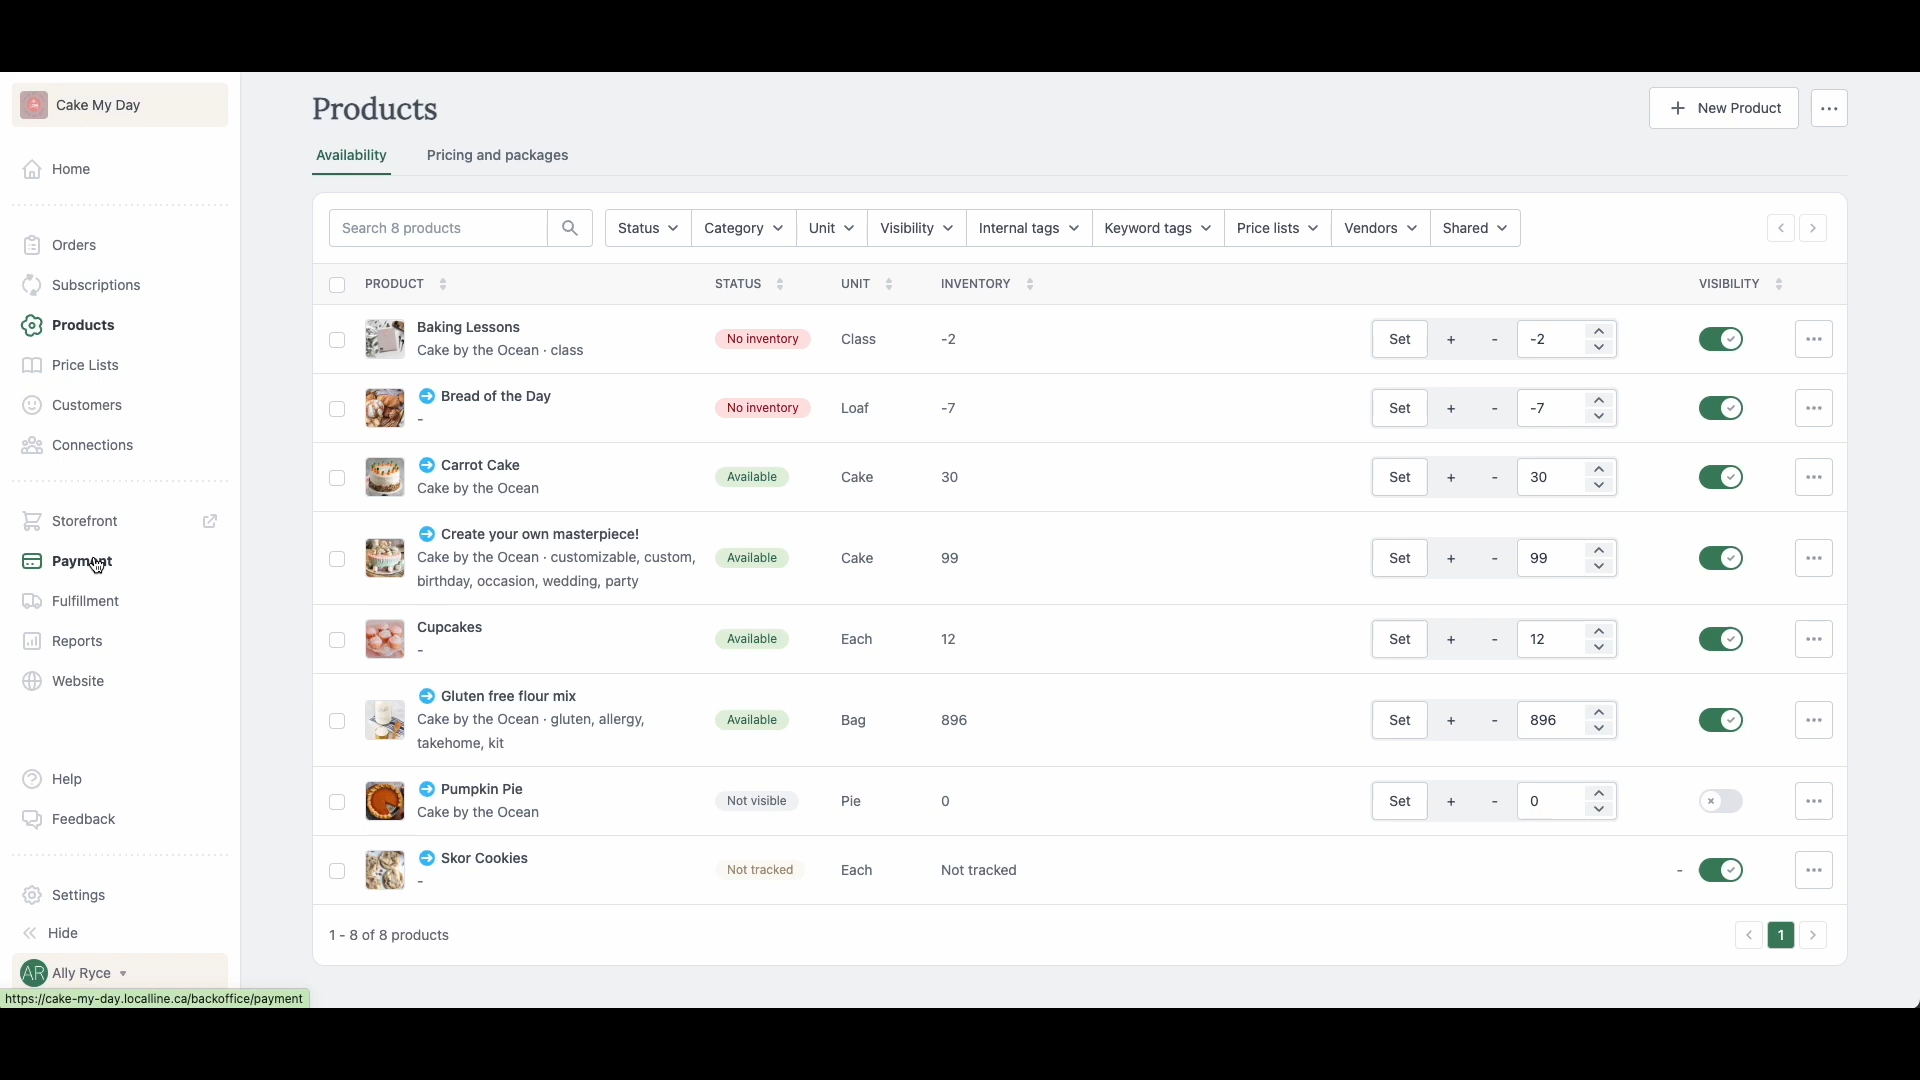 Cake My Day
Home
Orders
Subscriptions
Products
Price Lists
Customers
Connections
Storefront
Payment
Fulfillment
Reports
Website
Help
Feedback
Settings
Hide
AR Ally Ryce
https://cake-my-day.localline.ca/backoffice/payment
Products
+ New Product ...
Availability Pricing and packages
Search 8 products Status Category Unit Visibility Internal tags Keyword tags Price lists Vendors Shared
PRODUCT STATUS UNIT INVENTORY VISIBILITY
Baking Lessons
Cake by the Ocean · class
No inventory Class -2 Set + - -2
Bread of the Day
-
No inventory Loaf -7 Set + - -7
Carrot Cake
Cake by the Ocean
Available Cake 30 Set + - 30
Create your own masterpiece!
Cake by the Ocean · customizable, custom,
birthday, occasion, wedding, party
Available Cake 99 Set + - 99
Cupcakes
-
Available Each 12 Set + - 12
Gluten free flour mix
Cake by the Ocean · gluten, allergy,
takehome, kit
Available Bag 896 Set + - 896
Pumpkin Pie
Cake by the Ocean
Not visible Pie 0 Set + - 0
Skor Cookies
-
Not tracked Each Not tracked -
1 - 8 of 8 products 1